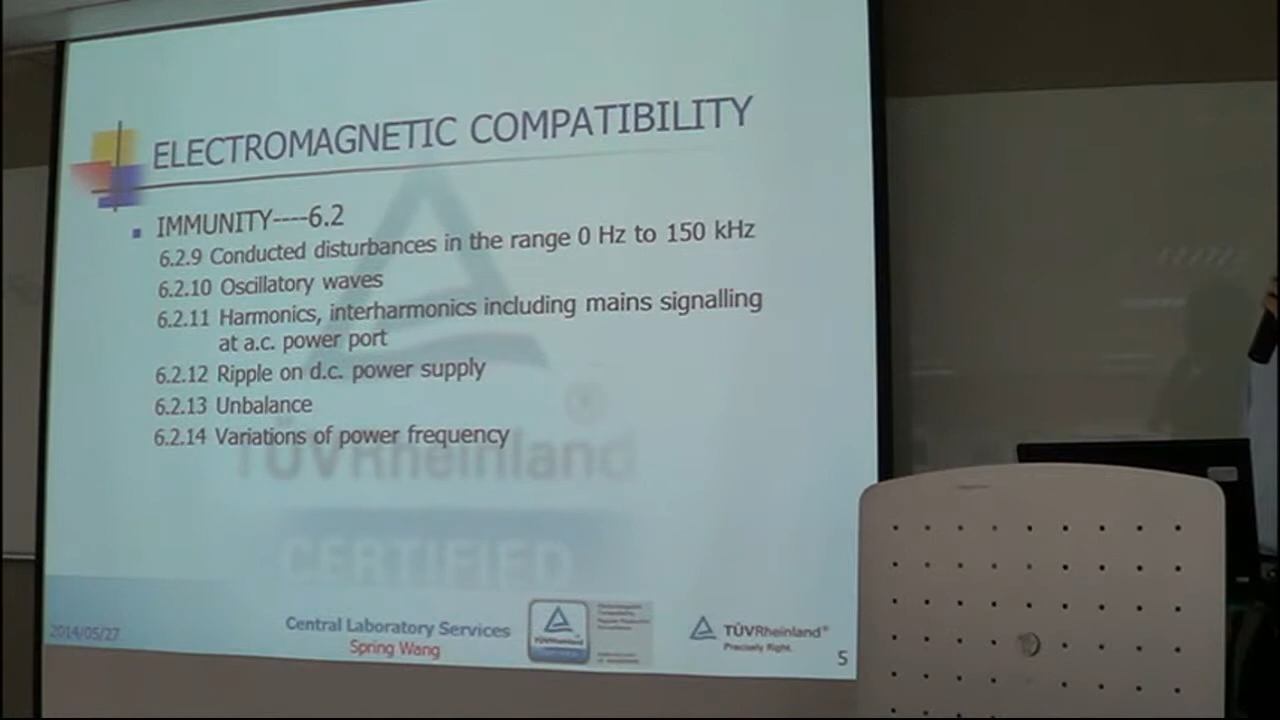 ELECTROMAGNETIC COMPATIBILITY
IMMUNITY----6.2
6.2.9 Conducted disturbances in the range 0 Hz to 150 kHz
6.2.10 Oscillatory waves
6.2.11 Harmonics, interharmonics including mains signalling
at a.c. power port
6.2.12 Ripple on d.c. power supply
6.2.13 Unbalance
6.2.14 Variations of power frequency
TÜVRheinland
CERTIFIED
2014/05/27
Central Laboratory Services
Spring Wang
TÜVRheinland
TÜVRheinland®
Precisely Right.
5